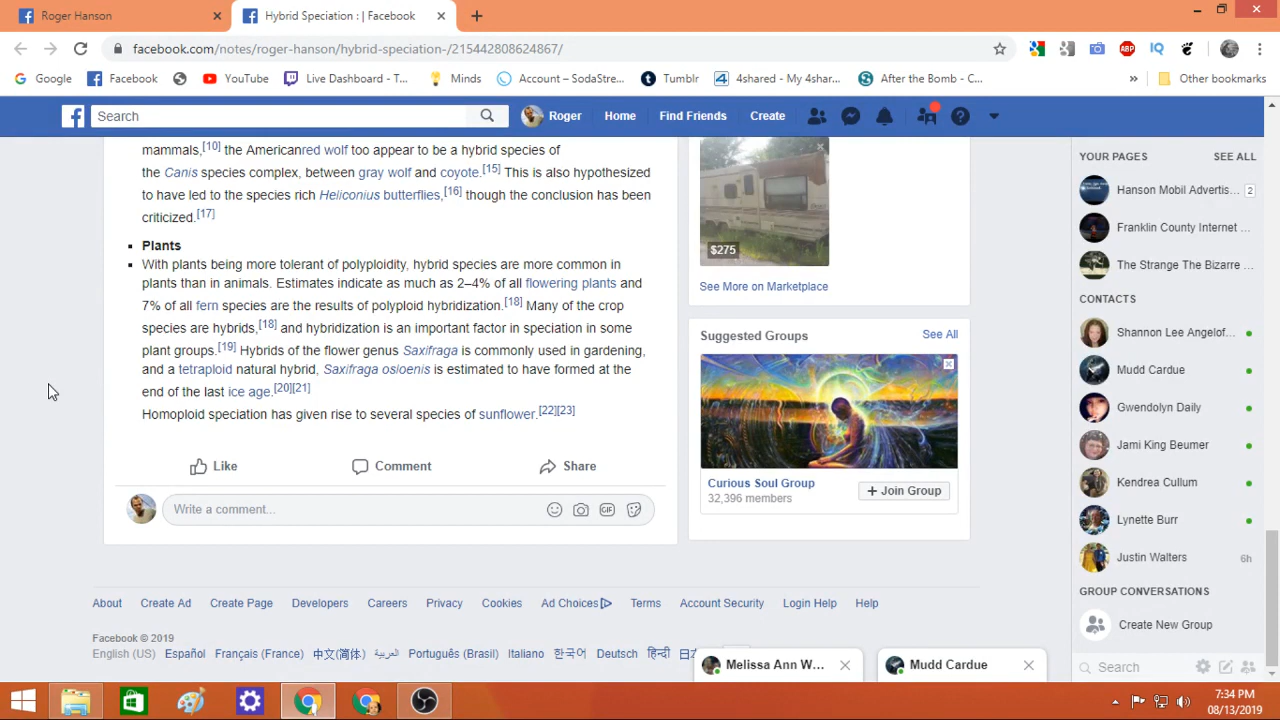 Roger Hanson
Hybrid Speciation : | Facebook
facebook.com/notes/roger-hanson/hybrid-speciation-/215442808624867/
ABP
IQ
Google
Facebook
YouTube
Live Dashboard - T...
Minds
Account – SodaStre...
Tumblr
4shared - My 4shar...
After the Bomb - C...
»
Other bookmarks
Search
Roger
Home
Find Friends
Create
mammals,[10] the Americanred wolf too appear to be a hybrid species of
the Canis species complex, between gray wolf and coyote.[15] This is also hypothesized
to have led to the species rich Heliconius butterflies,[16] though the conclusion has been
criticized.[17]
Plants
With plants being more tolerant of polyploidity, hybrid species are more common in
plants than in animals. Estimates indicate as much as 2–4% of all flowering plants and
7% of all fern species are the results of polyploid hybridization.[18] Many of the crop
species are hybrids,[18] and hybridization is an important factor in speciation in some
plant groups.[19] Hybrids of the flower genus Saxifraga is commonly used in gardening,
and a tetraploid natural hybrid, Saxifraga osloenis is estimated to have formed at the
end of the last ice age.[20][21]
Homoploid speciation has given rise to several species of sunflower.[22][23]
Like
Comment
Share
Write a comment...
GIF
$275
See More on Marketplace
Suggested Groups
See All
Curious Soul Group
32,396 members
+ Join Group
YOUR PAGES
SEE ALL
Hanson Mobil Advertis...
2
Franklin County Internet ...
The Strange The Bizarre ...
CONTACTS
Shannon Lee Angelof...
Mudd Cardue
Gwendolyn Daily
Jami King Beumer
Kendrea Cullum
Lynette Burr
Justin Walters
6h
GROUP CONVERSATIONS
Create New Group
Search
About
Create Ad
Create Page
Developers
Careers
Privacy
Cookies
Ad Choices
Terms
Account Security
Login Help
Help
Facebook © 2019
English (US)
Español
Français (France)
中文(简体)
العربية
Português (Brasil)
Italiano
한국어
Deutsch
हिन्दी
日本
Melissa Ann W...
Mudd Cardue
7:34 PM
08/13/2019